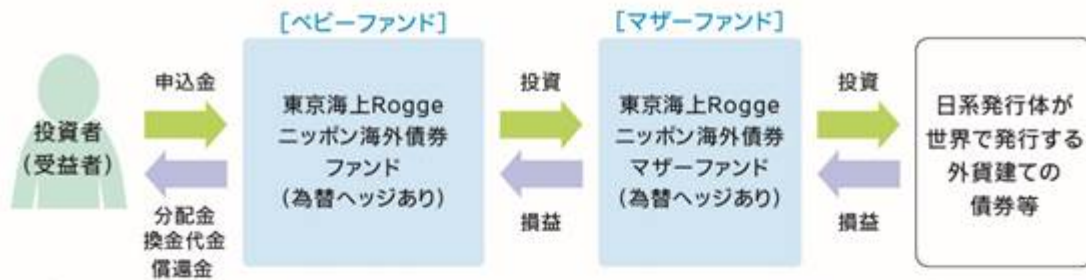 [ベビーファンド]
[マザーファンド]
投資者
(受益者)
申込金
分配金
換金代金
償還金
東京海上Rogge
ニッポン海外債券
ファンド
(為替ヘッジあり)
投資
損益
東京海上Rogge
ニッポン海外債券
マザーファンド
(為替ヘッジあり)
投資
損益
日系発行体が
世界で発行する
外貨建ての
債券等